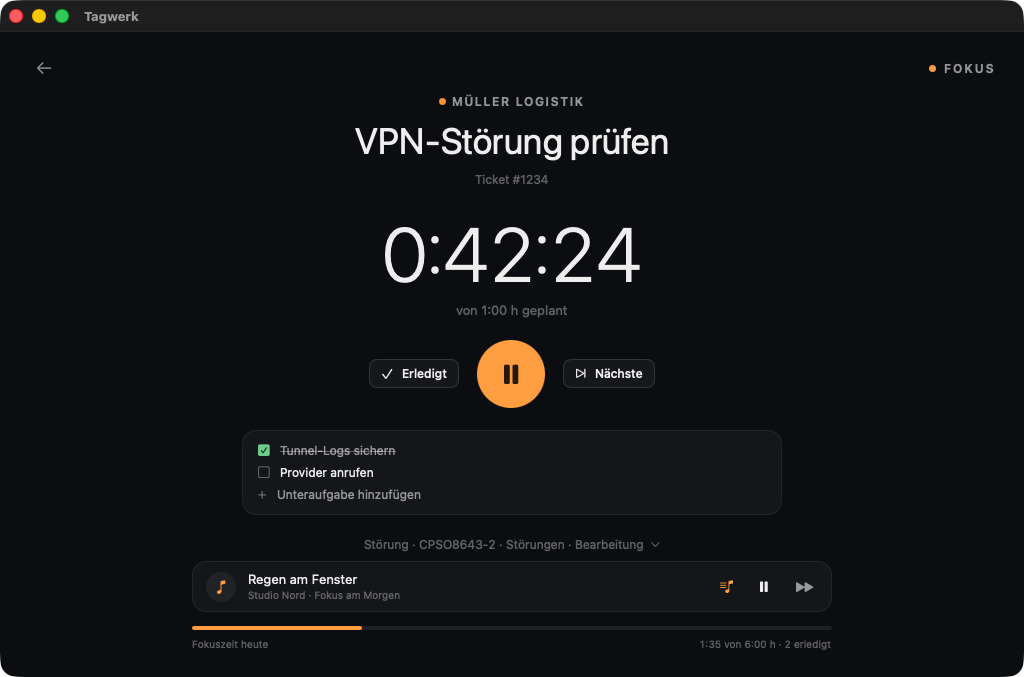 Tagwerk
FOKUS
MÜLLER LOGISTIK
VPN-Störung prüfen
Ticket #1234
0:42:24
von 1:00 h geplant
Erledigt
Nächste
Tunnel-Logs sichern
Provider anrufen
+ Unteraufgabe hinzufügen
Störung · CPSO8643-2 · Störungen · Bearbeitung
Regen am Fenster
Studio Nord · Fokus am Morgen
Fokuszeit heute
1:35 von 6:00 h · 2 erledigt